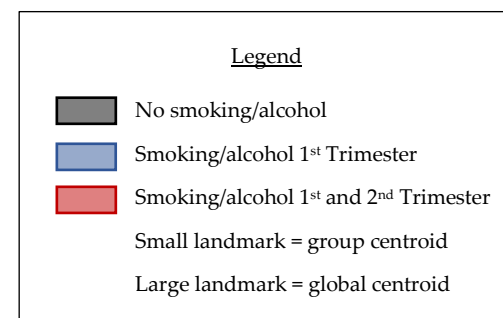 Legend
No smoking/alcohol
Smoking/alcohol 1st Trimester
Smoking/alcohol 1st and 2nd Trimester
Small landmark = group centroid
Large landmark = global centroid